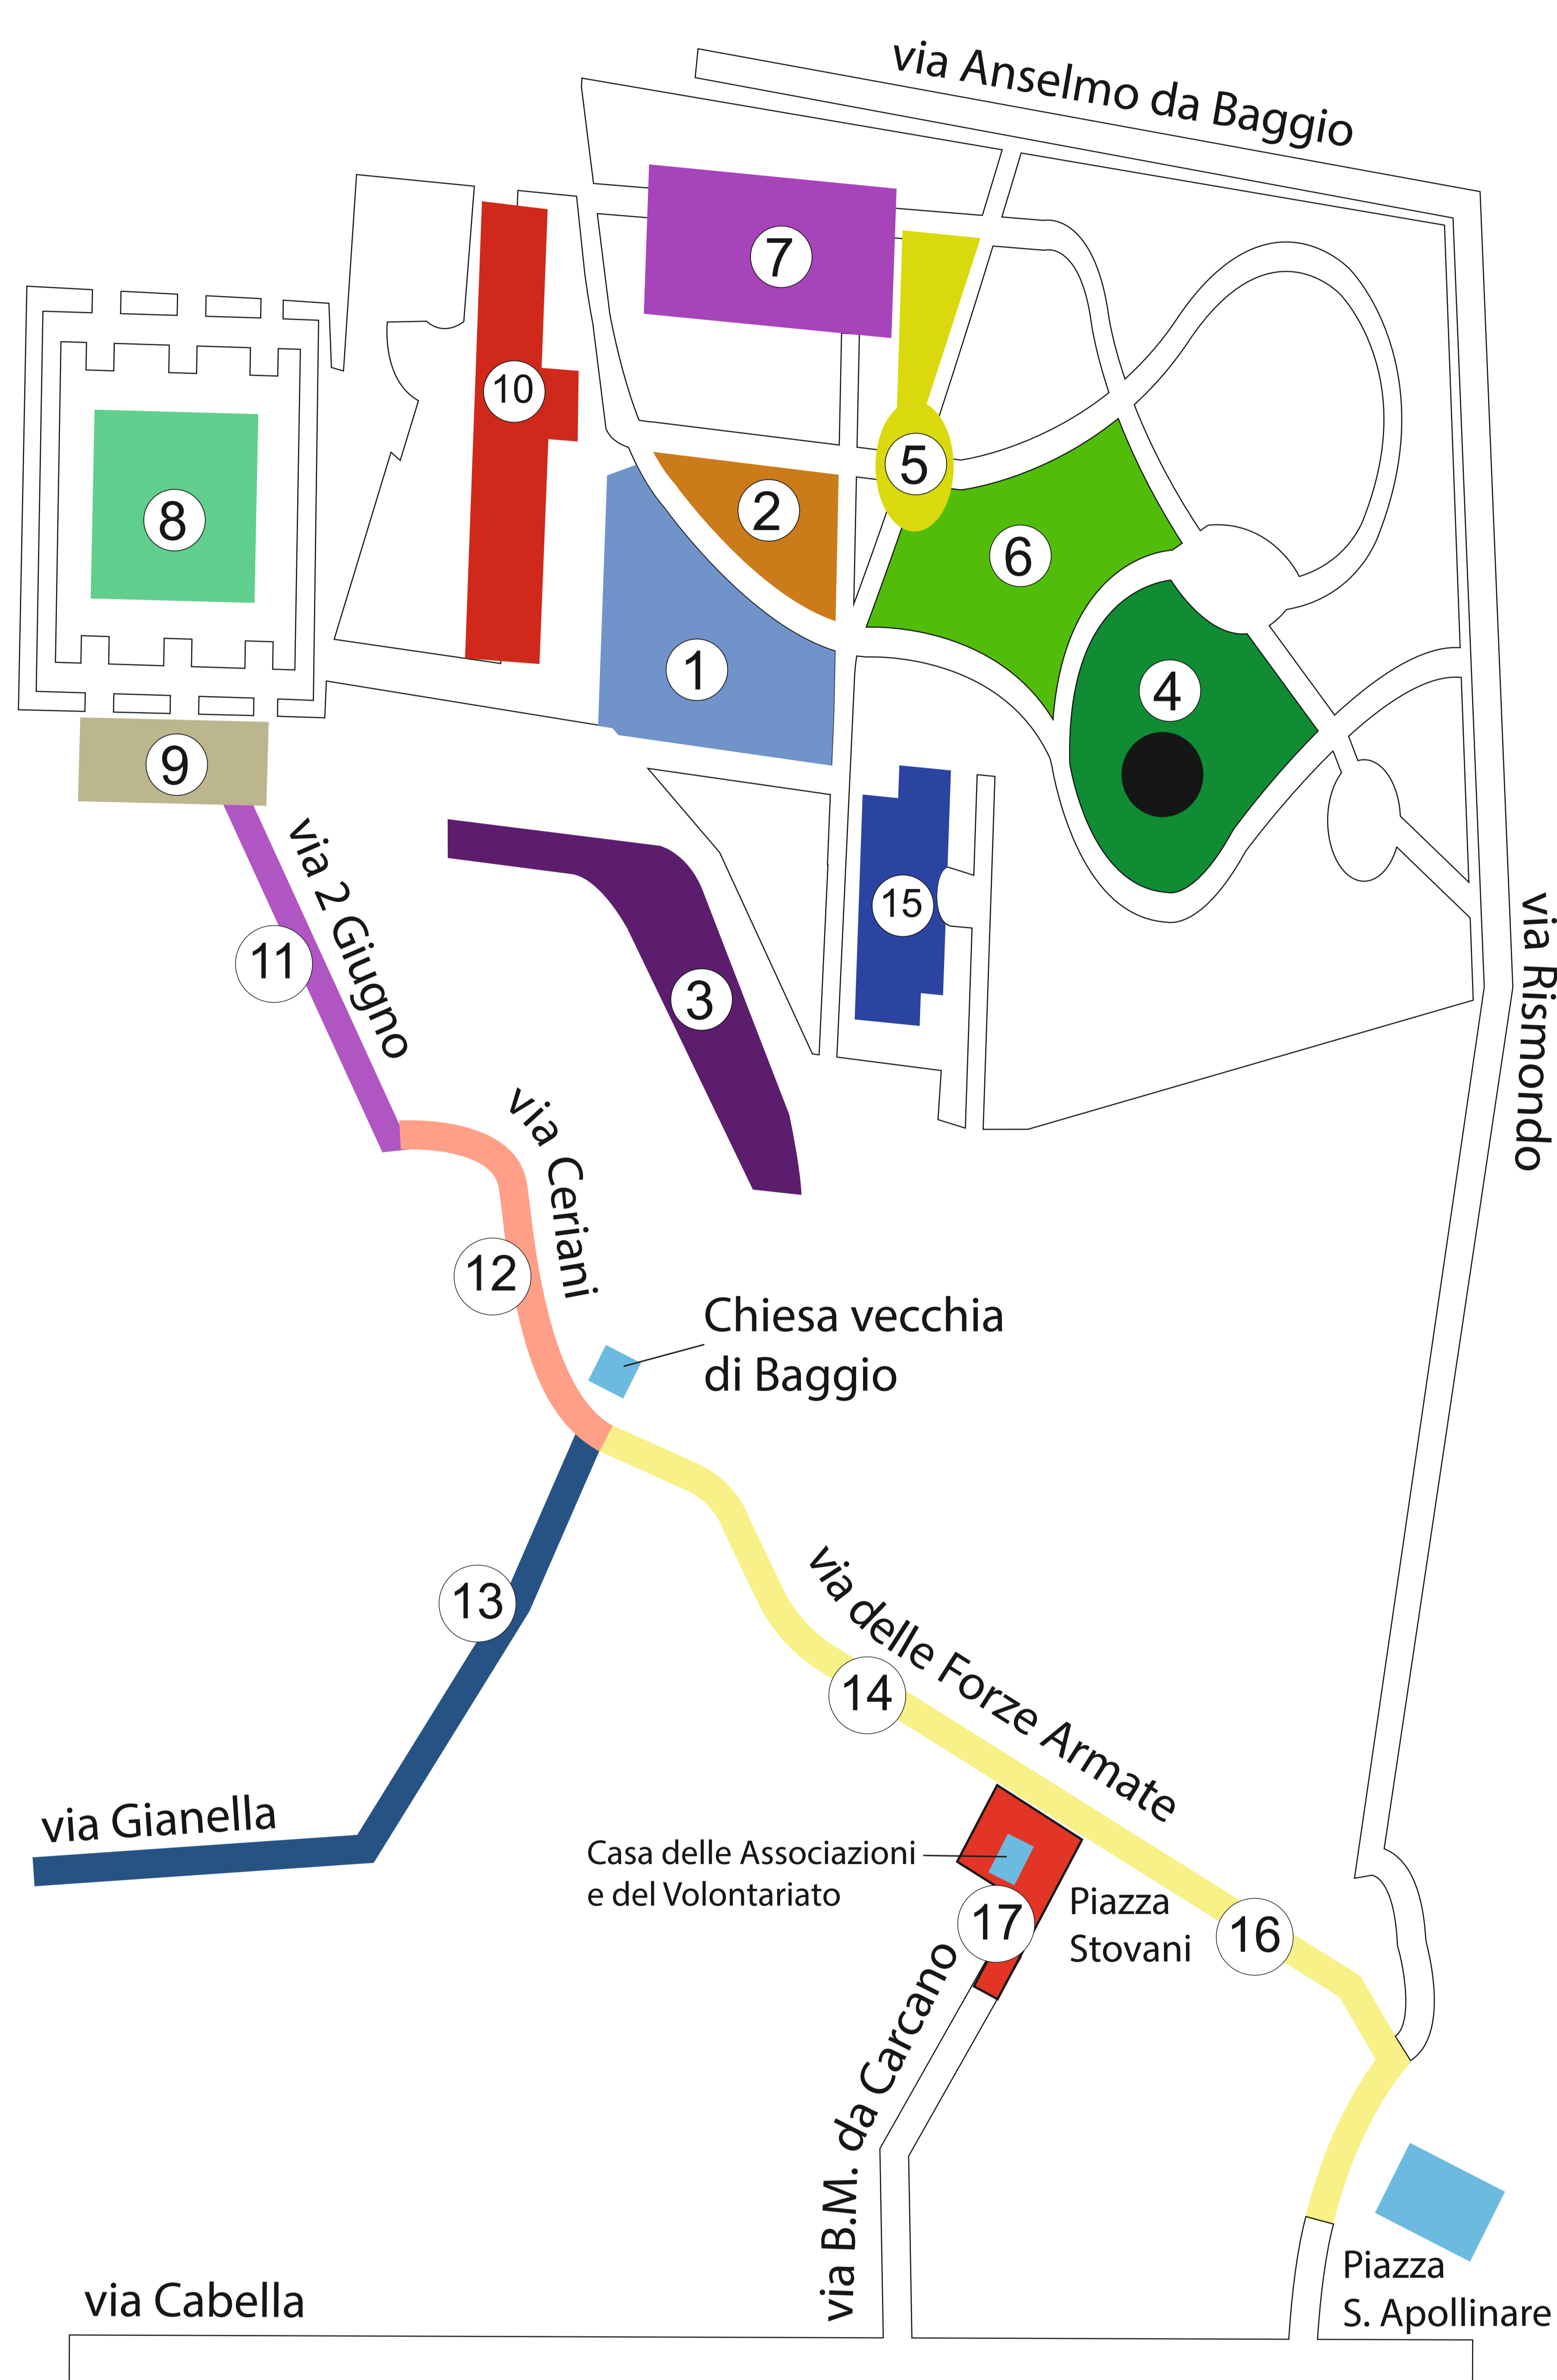 via Anselmo da Baggio
7
10
5
2
8
6
1
4
9
via 2 Giugno
15
via Rismondo
11
3
via Ceriani
12
Chiesa vecchia
di Baggio
13
via delle Forze Armate
14
via Gianella
Casa delle Associazioni
e del Volontariato
17
Piazza
Stovani
16
via B.M. da Carcano
Piazza
S. Apollinare
via Cabella